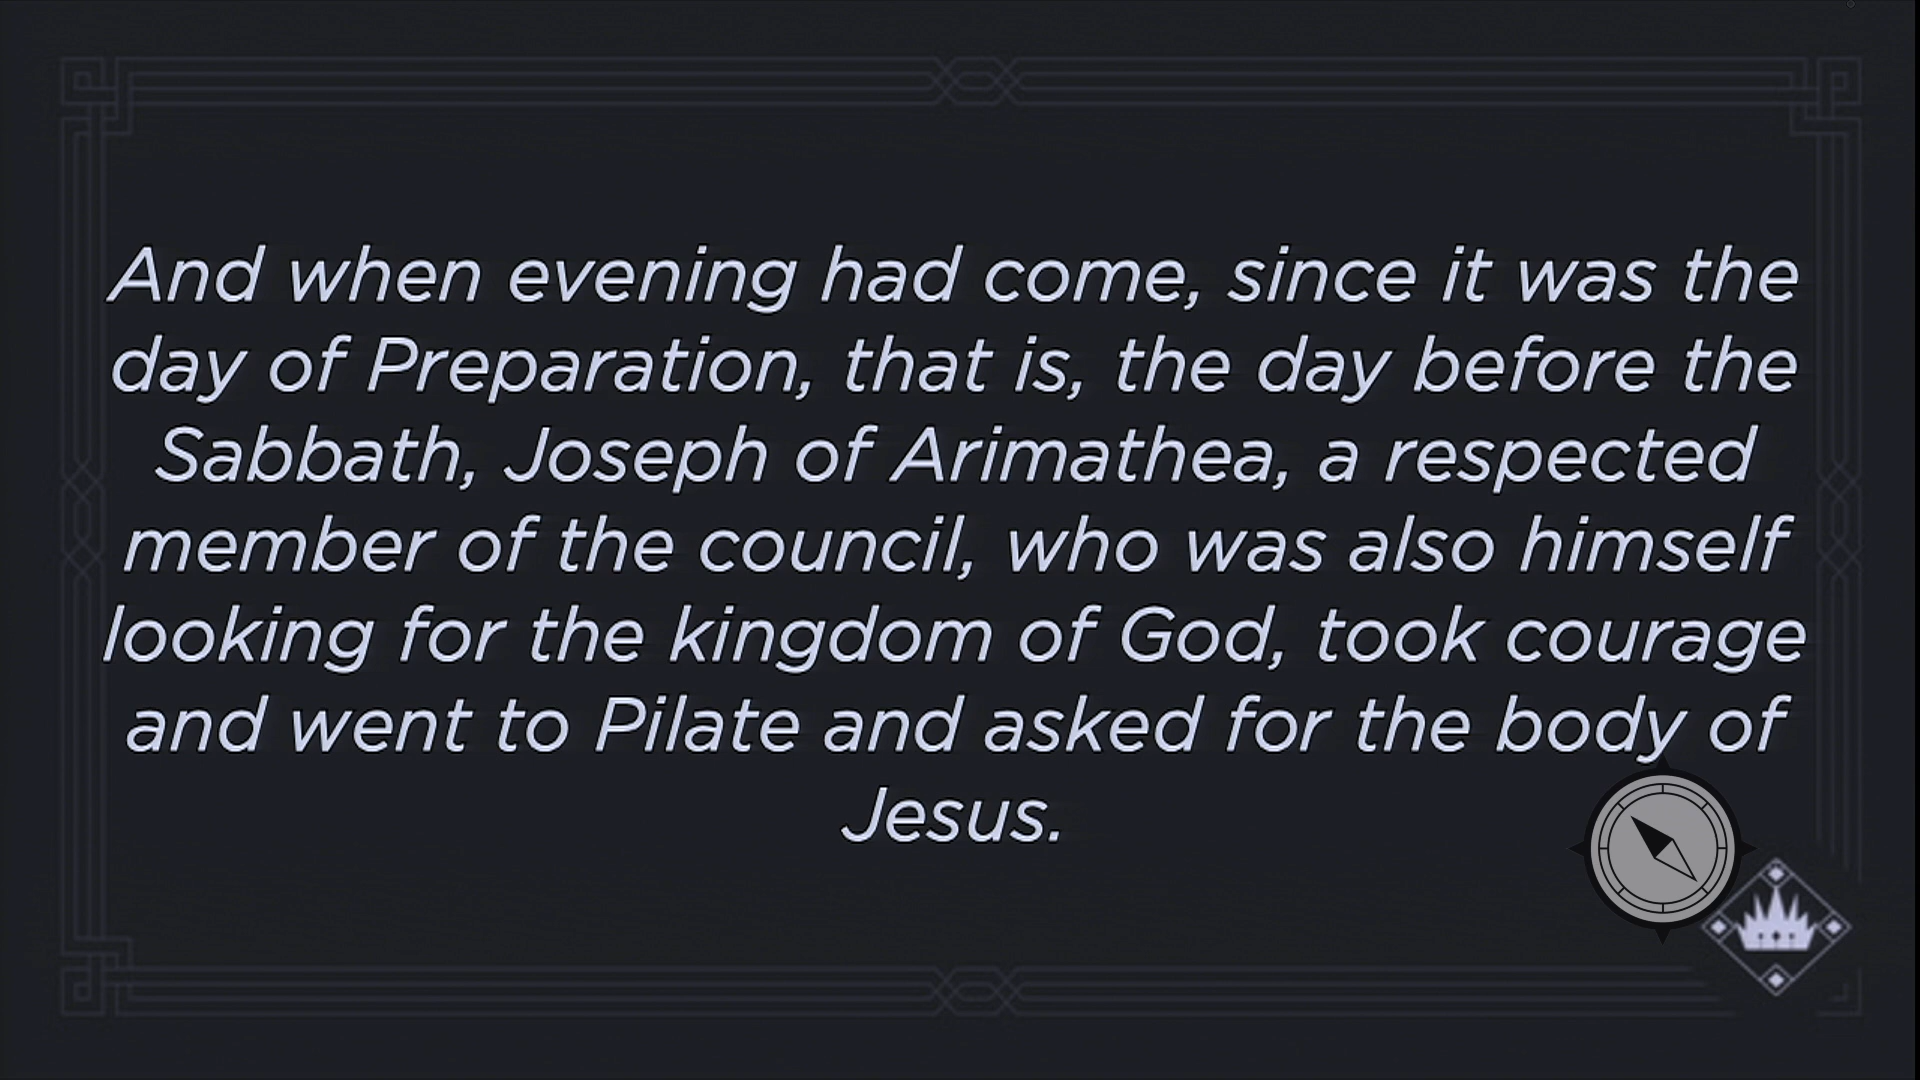 And when evening had come, since it was the
day of Preparation, that is, the day before the
Sabbath, Joseph of Arimathea, a respected
member of the council, who was also himself
looking for the kingdom of God, took courage
and went to Pilate and asked for the body of
Jesus.